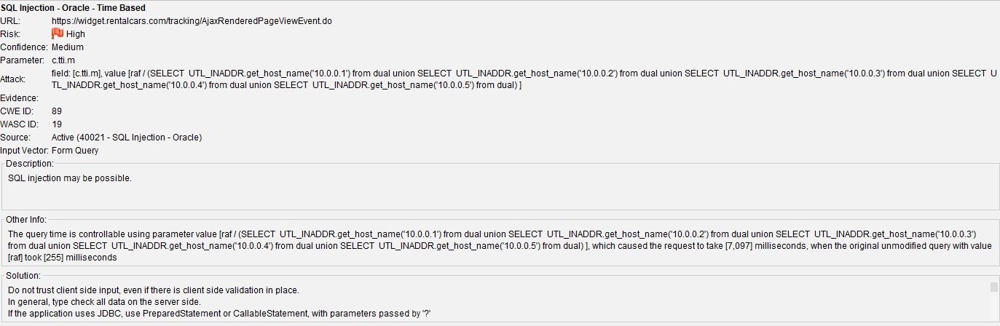 SQL Injection - Oracle - Time Based
URL: https://widget.rentalcars.com/tracking/AjaxRenderedPageViewEvent.do
Risk: High
Confidence: Medium
Parameter: c.tti.m
Attack: field: [c.tti.m], value [raf / (SELECT  UTL_INADDR.get_host_name('10.0.0.1') from dual union SELECT  UTL_INADDR.get_host_name('10.0.0.2') from dual union SELECT  UTL_INADDR.get_host_name('10.0.0.3') from dual union SELECT  U
TL_INADDR.get_host_name('10.0.0.4') from dual union SELECT  UTL_INADDR.get_host_name('10.0.0.5') from dual) ]
Evidence:
CWE ID: 89
WASC ID: 19
Source: Active (40021 - SQL Injection - Oracle)
Input Vector: Form Query
Description:
SQL injection may be possible.
Other Info:
The query time is controllable using parameter value [raf / (SELECT  UTL_INADDR.get_host_name('10.0.0.1') from dual union SELECT  UTL_INADDR.get_host_name('10.0.0.2') from dual union SELECT  UTL_INADDR.get_host_name('10.0.0.3')
from dual union SELECT  UTL_INADDR.get_host_name('10.0.0.4') from dual union SELECT  UTL_INADDR.get_host_name('10.0.0.5') from dual) ], which caused the request to take [7,097] milliseconds, when the original unmodified query with value
[raf] took [255] milliseconds
Solution:
Do not trust client side input, even if there is client side validation in place.
In general, type check all data on the server side.
If the application uses JDBC, use PreparedStatement or CallableStatement, with parameters passed by '?'